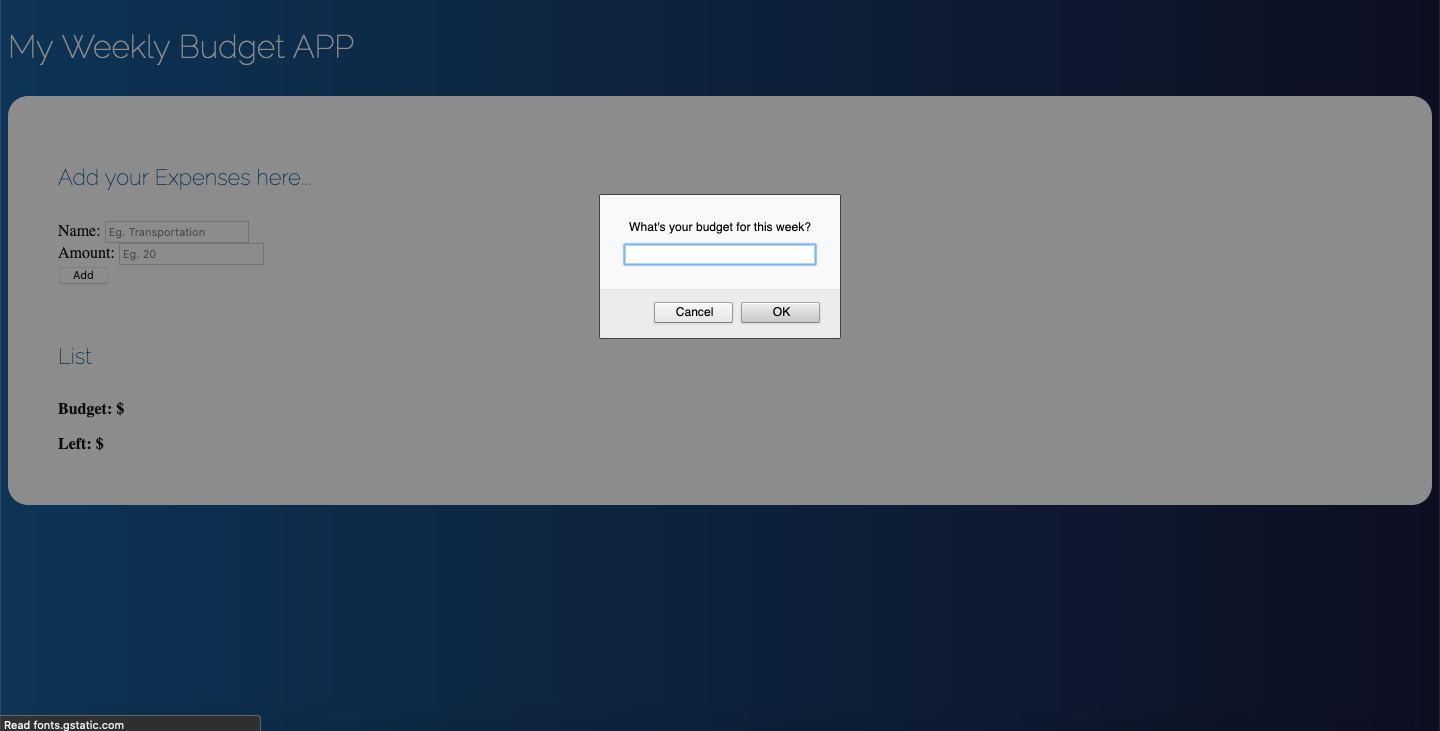 My Weekly Budget APP
Add your Expenses here...
What's your budget for this week?
Name: Eg. Transportation
Amount: Eg. 20
Add
Cancel OK
List
Budget: $
Left: $
Read fonts.gstatic.com